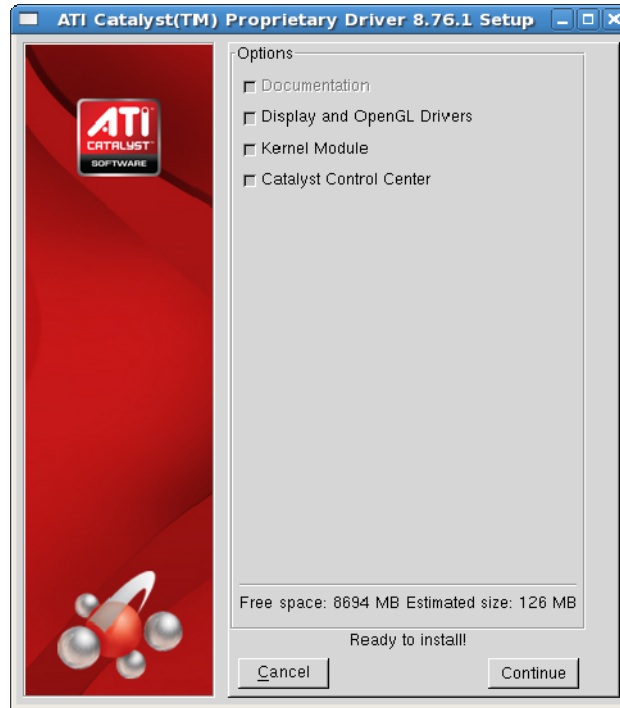 ATI Catalyst(TM) Proprietary Driver 8.76.1 Setup
ATI
CATALYST™
SOFTWARE
Options
Documentation
Display and OpenGL Drivers
Kernel Module
Catalyst Control Center
Free space: 8694 MB Estimated size: 126 MB
Ready to install!
Cancel
Continue